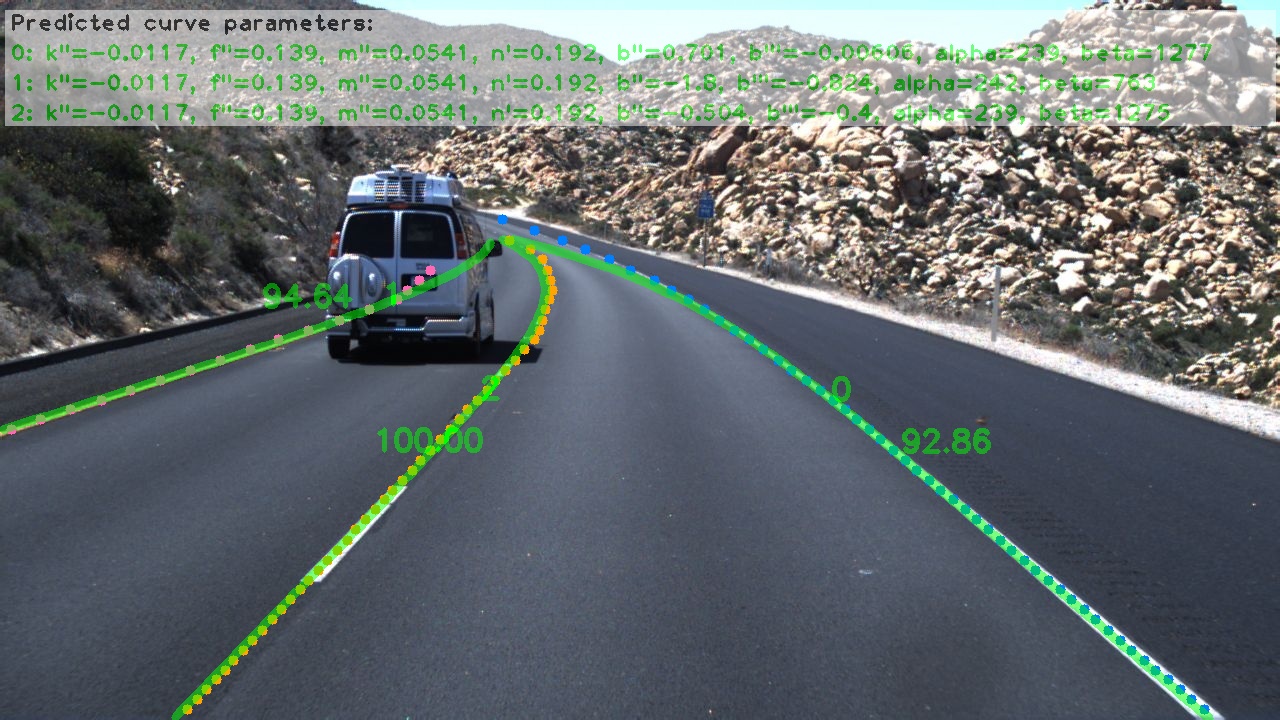 Predicted curve parameters:
0: k''=-0.0117, f''=0.139, m''=0.0541, n'=0.192, b''=0.701, b'''=-0.00606, alpha=239, beta=1277
1: k''=-0.0117, f''=0.139, m''=0.0541, n'=0.192, b''=-1.8, b'''=-0.824, alpha=242, beta=763
2: k''=-0.0117, f''=0.139, m''=0.0541, n'=0.192, b''=-0.504, b'''=-0.4, alpha=239, beta=1275
94.64 1
2 0
100.00 92.86